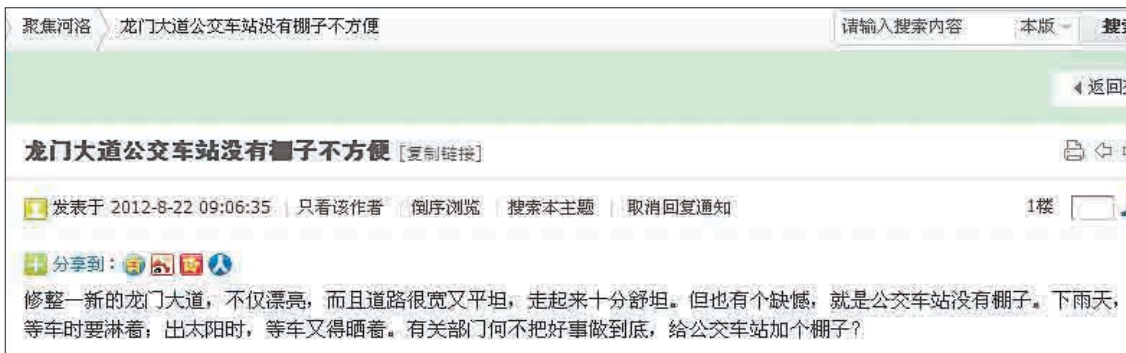 聚焦河洛 龙门大道公交车站没有棚子不方便 请输入搜索内容 本版
返回
龙门大道公交车站没有棚子不方便 [复制链接]
发表于 2012-8-22 09:06:35 只看该作者 倒序浏览 搜索本主题 取消回复通知 1楼
分享到：
修整一新的龙门大道，不仅漂亮，而且道路很宽又平坦，走起来十分舒坦。但也有个缺憾，就是公交车站没有棚子。下雨天，
等车时要淋着；出太阳时，等车又得晒着。有关部门何不把好事做到底，给公交车站加个棚子？